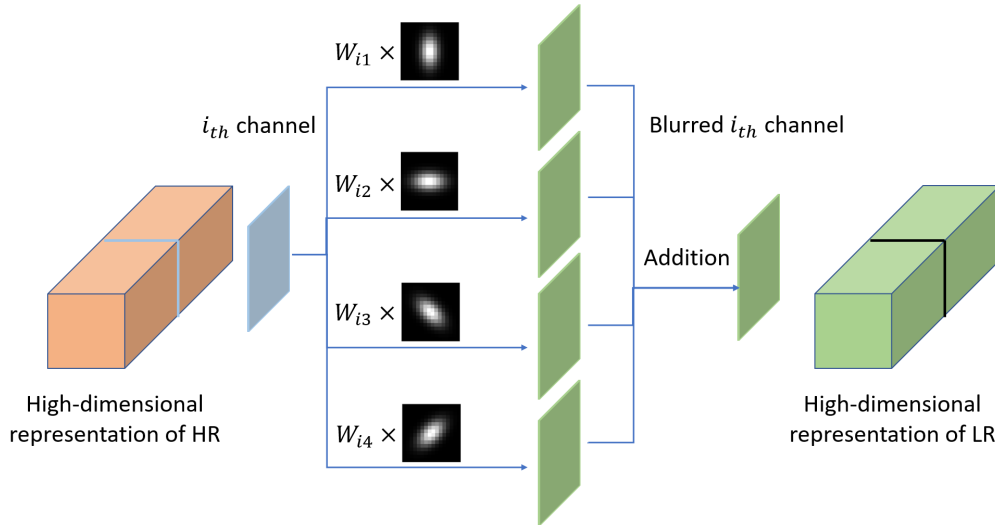 W_{i1} ×
i_{th} channel
Blurred i_{th} channel
W_{i2} ×
Addition
W_{i3} ×
High-dimensional
representation of HR
High-dimensional
representation of LR
W_{i4} ×